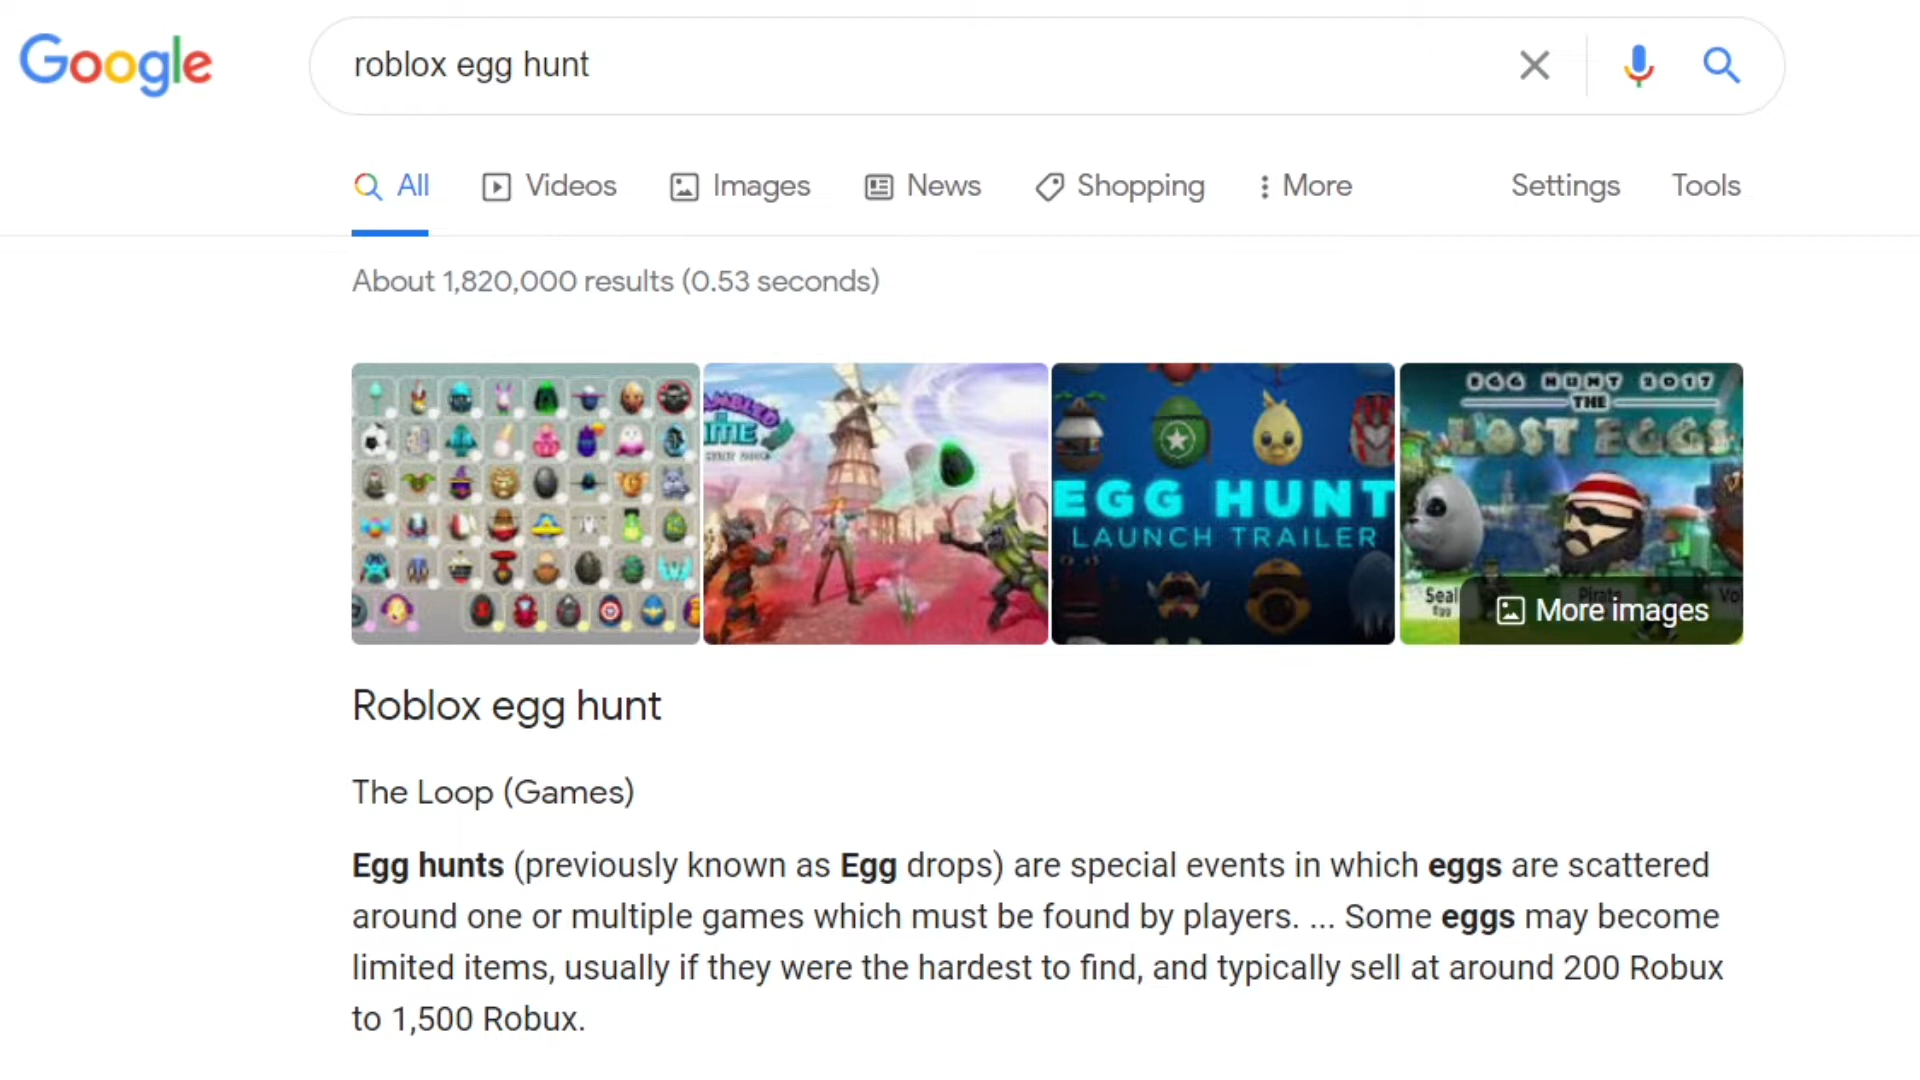 Google
roblox egg hunt
All Videos Images News Shopping More Settings Tools
About 1,820,000 results (0.53 seconds)
EGG HUNT
LAUNCH TRAILER
EGG HUNT 2017
THE
LOST EGGS
Seal
Egg
Pirate
More images
Roblox egg hunt
The Loop (Games)
Egg hunts (previously known as Egg drops) are special events in which eggs are scattered
around one or multiple games which must be found by players. ... Some eggs may become
limited items, usually if they were the hardest to find, and typically sell at around 200 Robux
to 1,500 Robux.